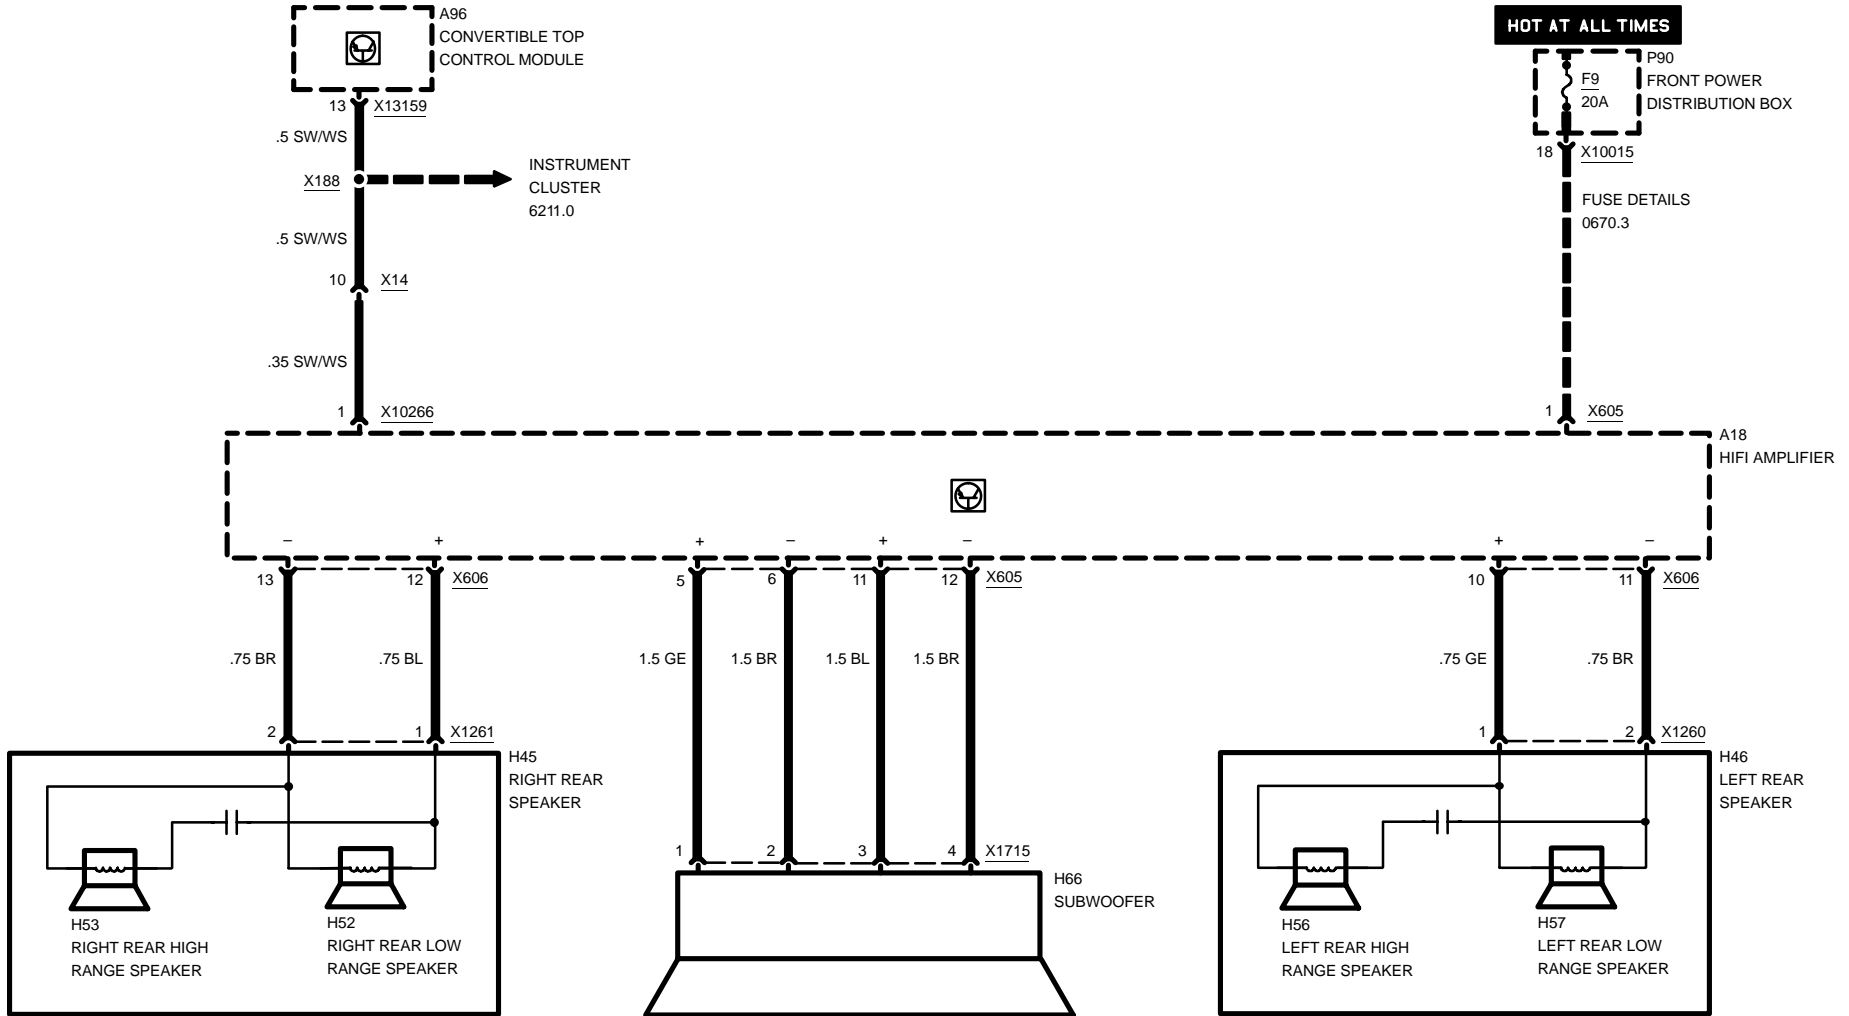 A96
CONVERTIBLE TOP
CONTROL MODULE
13 X13159
.5 SW/WS
X188
INSTRUMENT
CLUSTER
6211.0
.5 SW/WS
10 X14
.35 SW/WS
1 X10266
HOT AT ALL TIMES
P90
FRONT POWER
DISTRIBUTION BOX
F9
20A
18 X10015
FUSE DETAILS
0670.3
1 X605
A18
HIFI AMPLIFIER
– + + – + – + –
13 12 X606 5 6 11 12 X605 10 11 X606
.75 BR .75 BL 1.5 GE 1.5 BR 1.5 BL 1.5 BR .75 GE .75 BR
2 1 X1261
1 2 X1260
H45
RIGHT REAR
SPEAKER
H46
LEFT REAR
SPEAKER
1 2 3 4 X1715
H66
SUBWOOFER
H53
RIGHT REAR HIGH
RANGE SPEAKER
H52
RIGHT REAR LOW
RANGE SPEAKER
H56
LEFT REAR HIGH
RANGE SPEAKER
H57
LEFT REAR LOW
RANGE SPEAKER